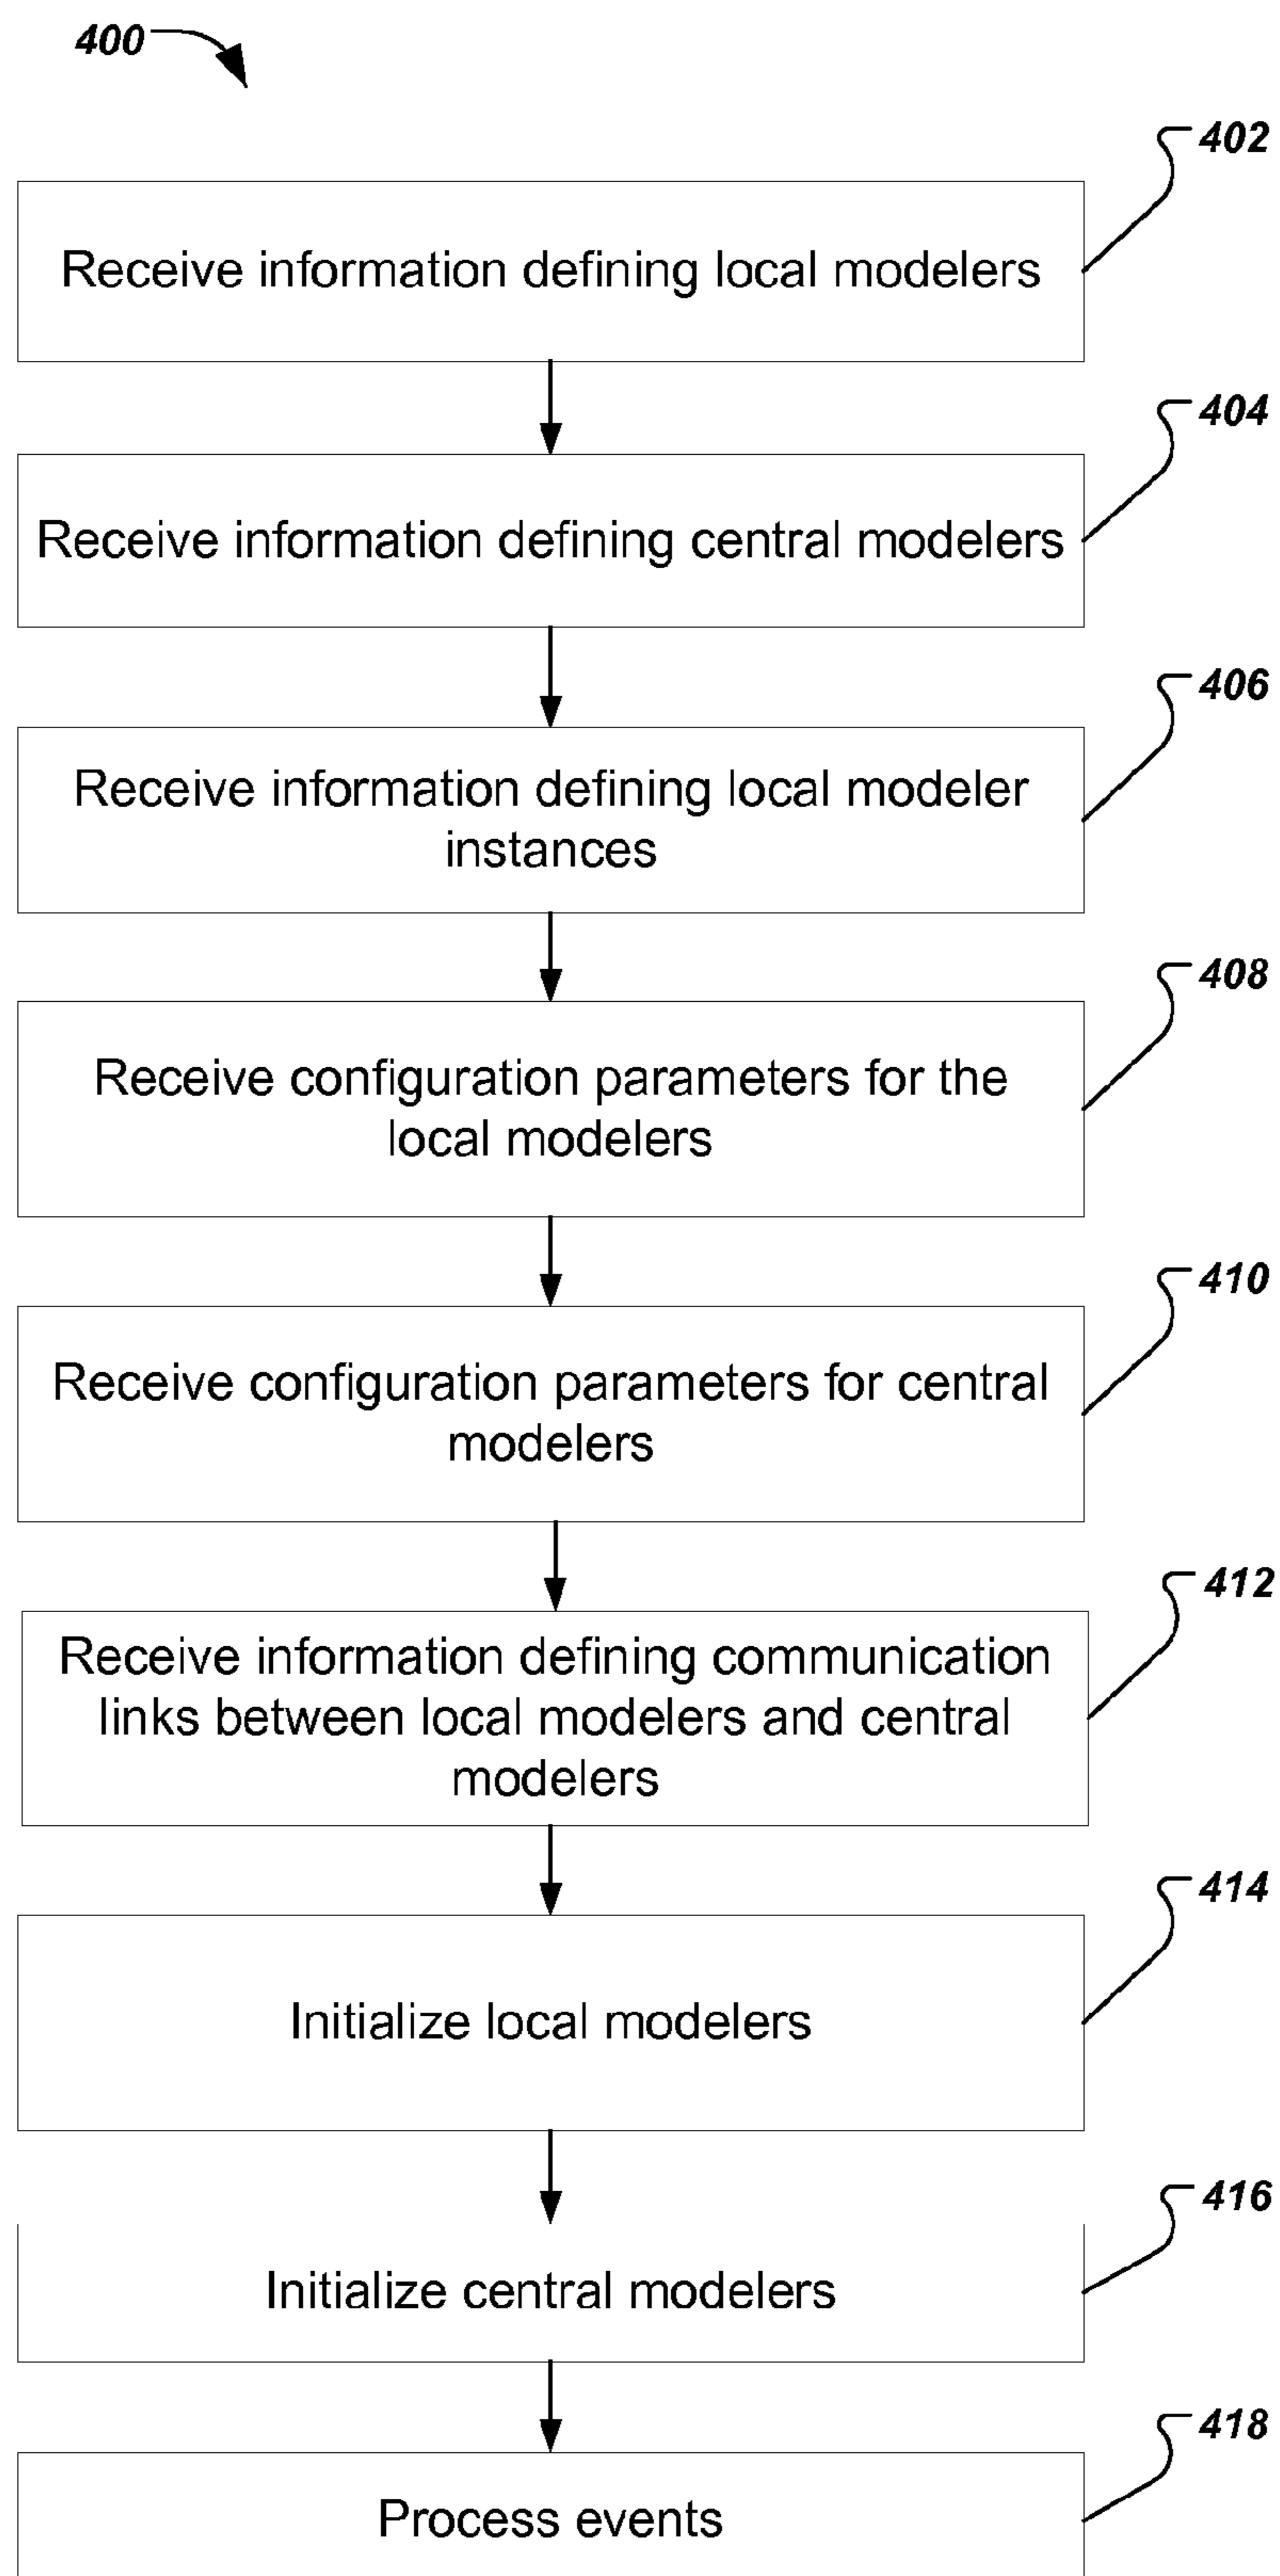 400
402
Receive information defining local modelers
404
Receive information defining central modelers
406
Receive information defining local modeler
instances
408
Receive configuration parameters for the
local modelers
410
Receive configuration parameters for central
modelers
412
Receive information defining communication
links between local modelers and central
modelers
414
Initialize local modelers
416
Initialize central modelers
418
Process events